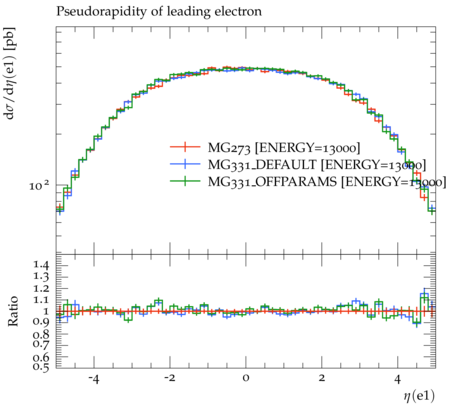 Pseudorapidity of leading electron
dσ/dη(e1) [pb]
MG273 [ENERGY=13000]
MG331_DEFAULT [ENERGY=13000]
MG331_OFFPARAMS [ENERGY=13000]
10²
Ratio
1.4
1.3
1.2
1.1
1
0.9
0.8
0.7
0.6
0.5
-4 -2 0 2 4
η(e1)